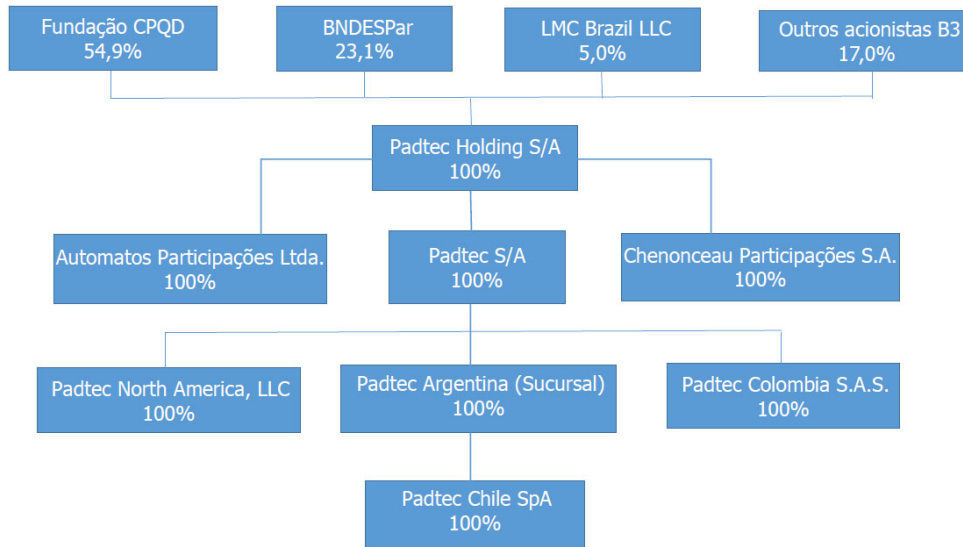 Fundação CPQD
54,9%
BNDESPar
23,1%
LMC Brazil LLC
5,0%
Outros acionistas B3
17,0%
Padtec Holding S/A
100%
Automatos Participações Ltda.
100%
Padtec S/A
100%
Chenonceau Participações S.A.
100%
Padtec North America, LLC
100%
Padtec Argentina (Sucursal)
100%
Padtec Colombia S.A.S.
100%
Padtec Chile SpA
100%